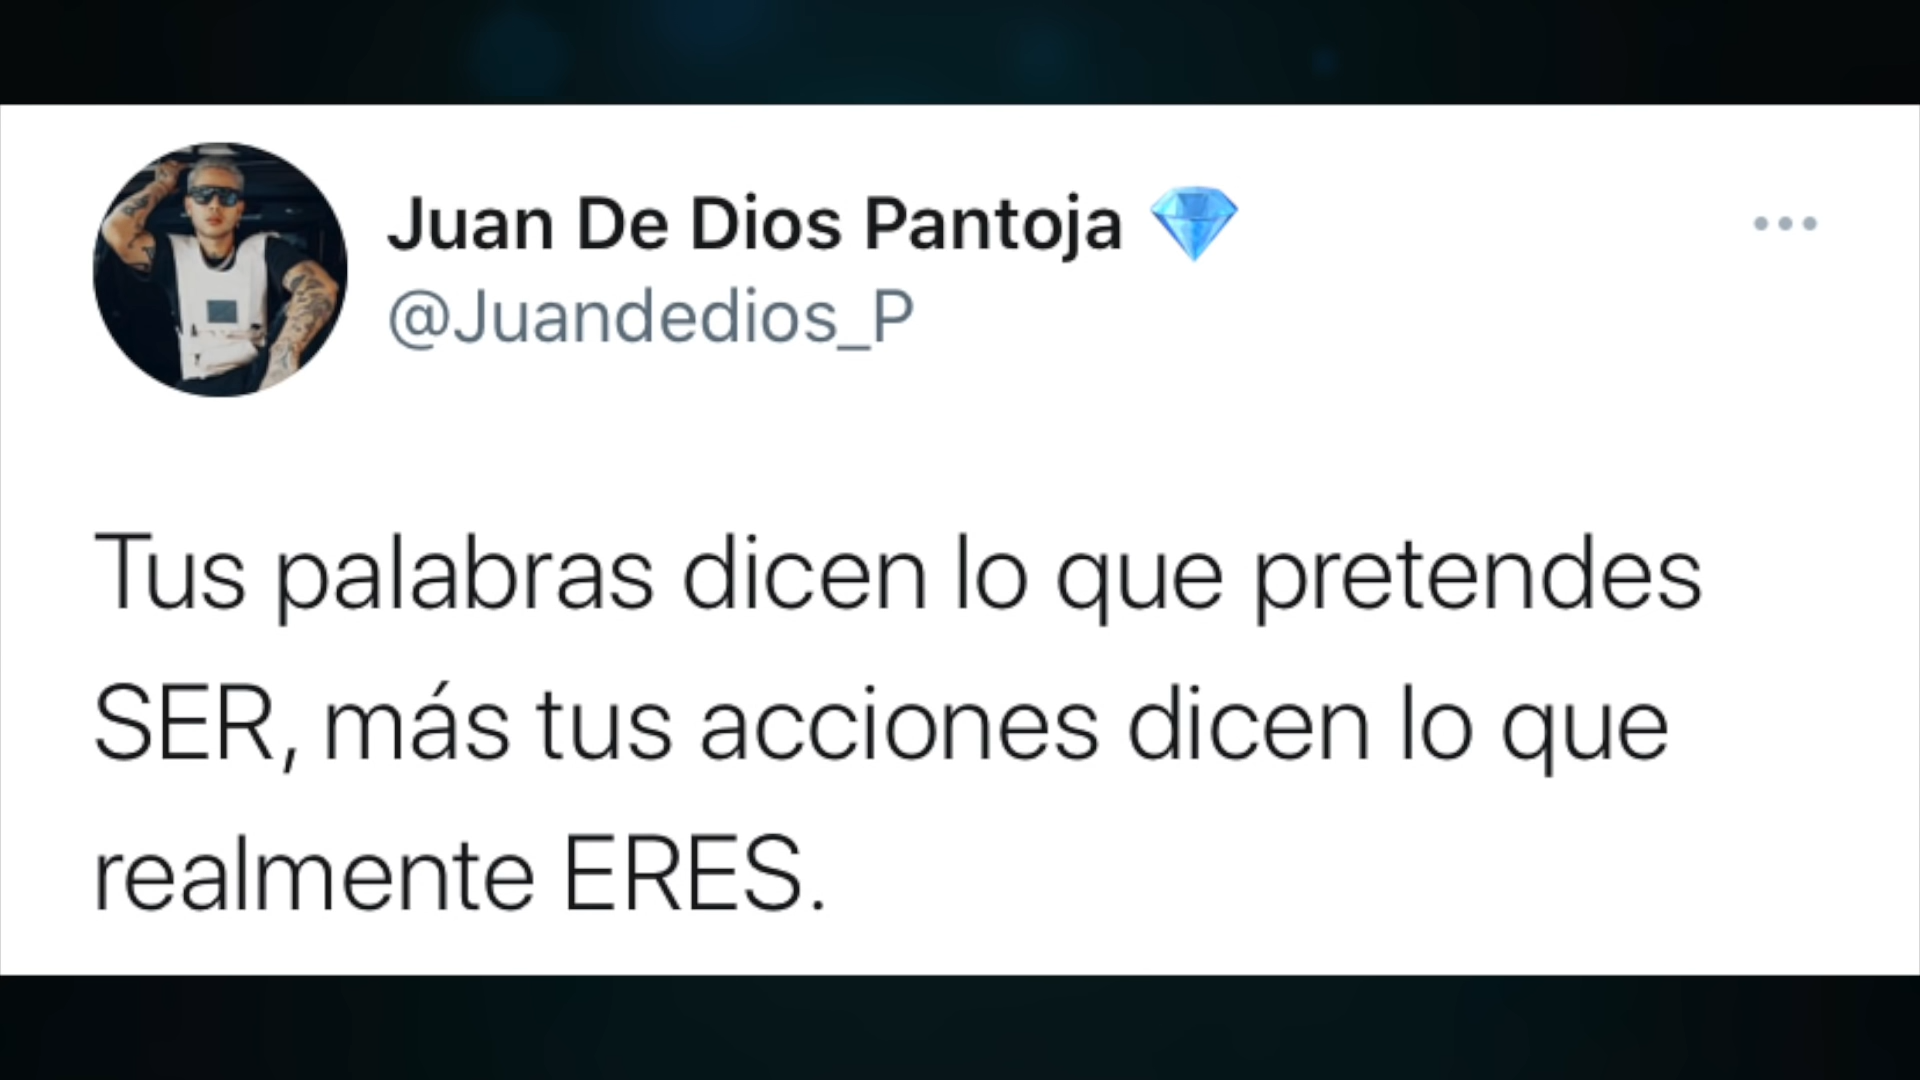 Juan De Dios Pantoja 💎
@Juandedios_P
Tus palabras dicen lo que pretendes
SER, más tus acciones dicen lo que
realmente ERES.